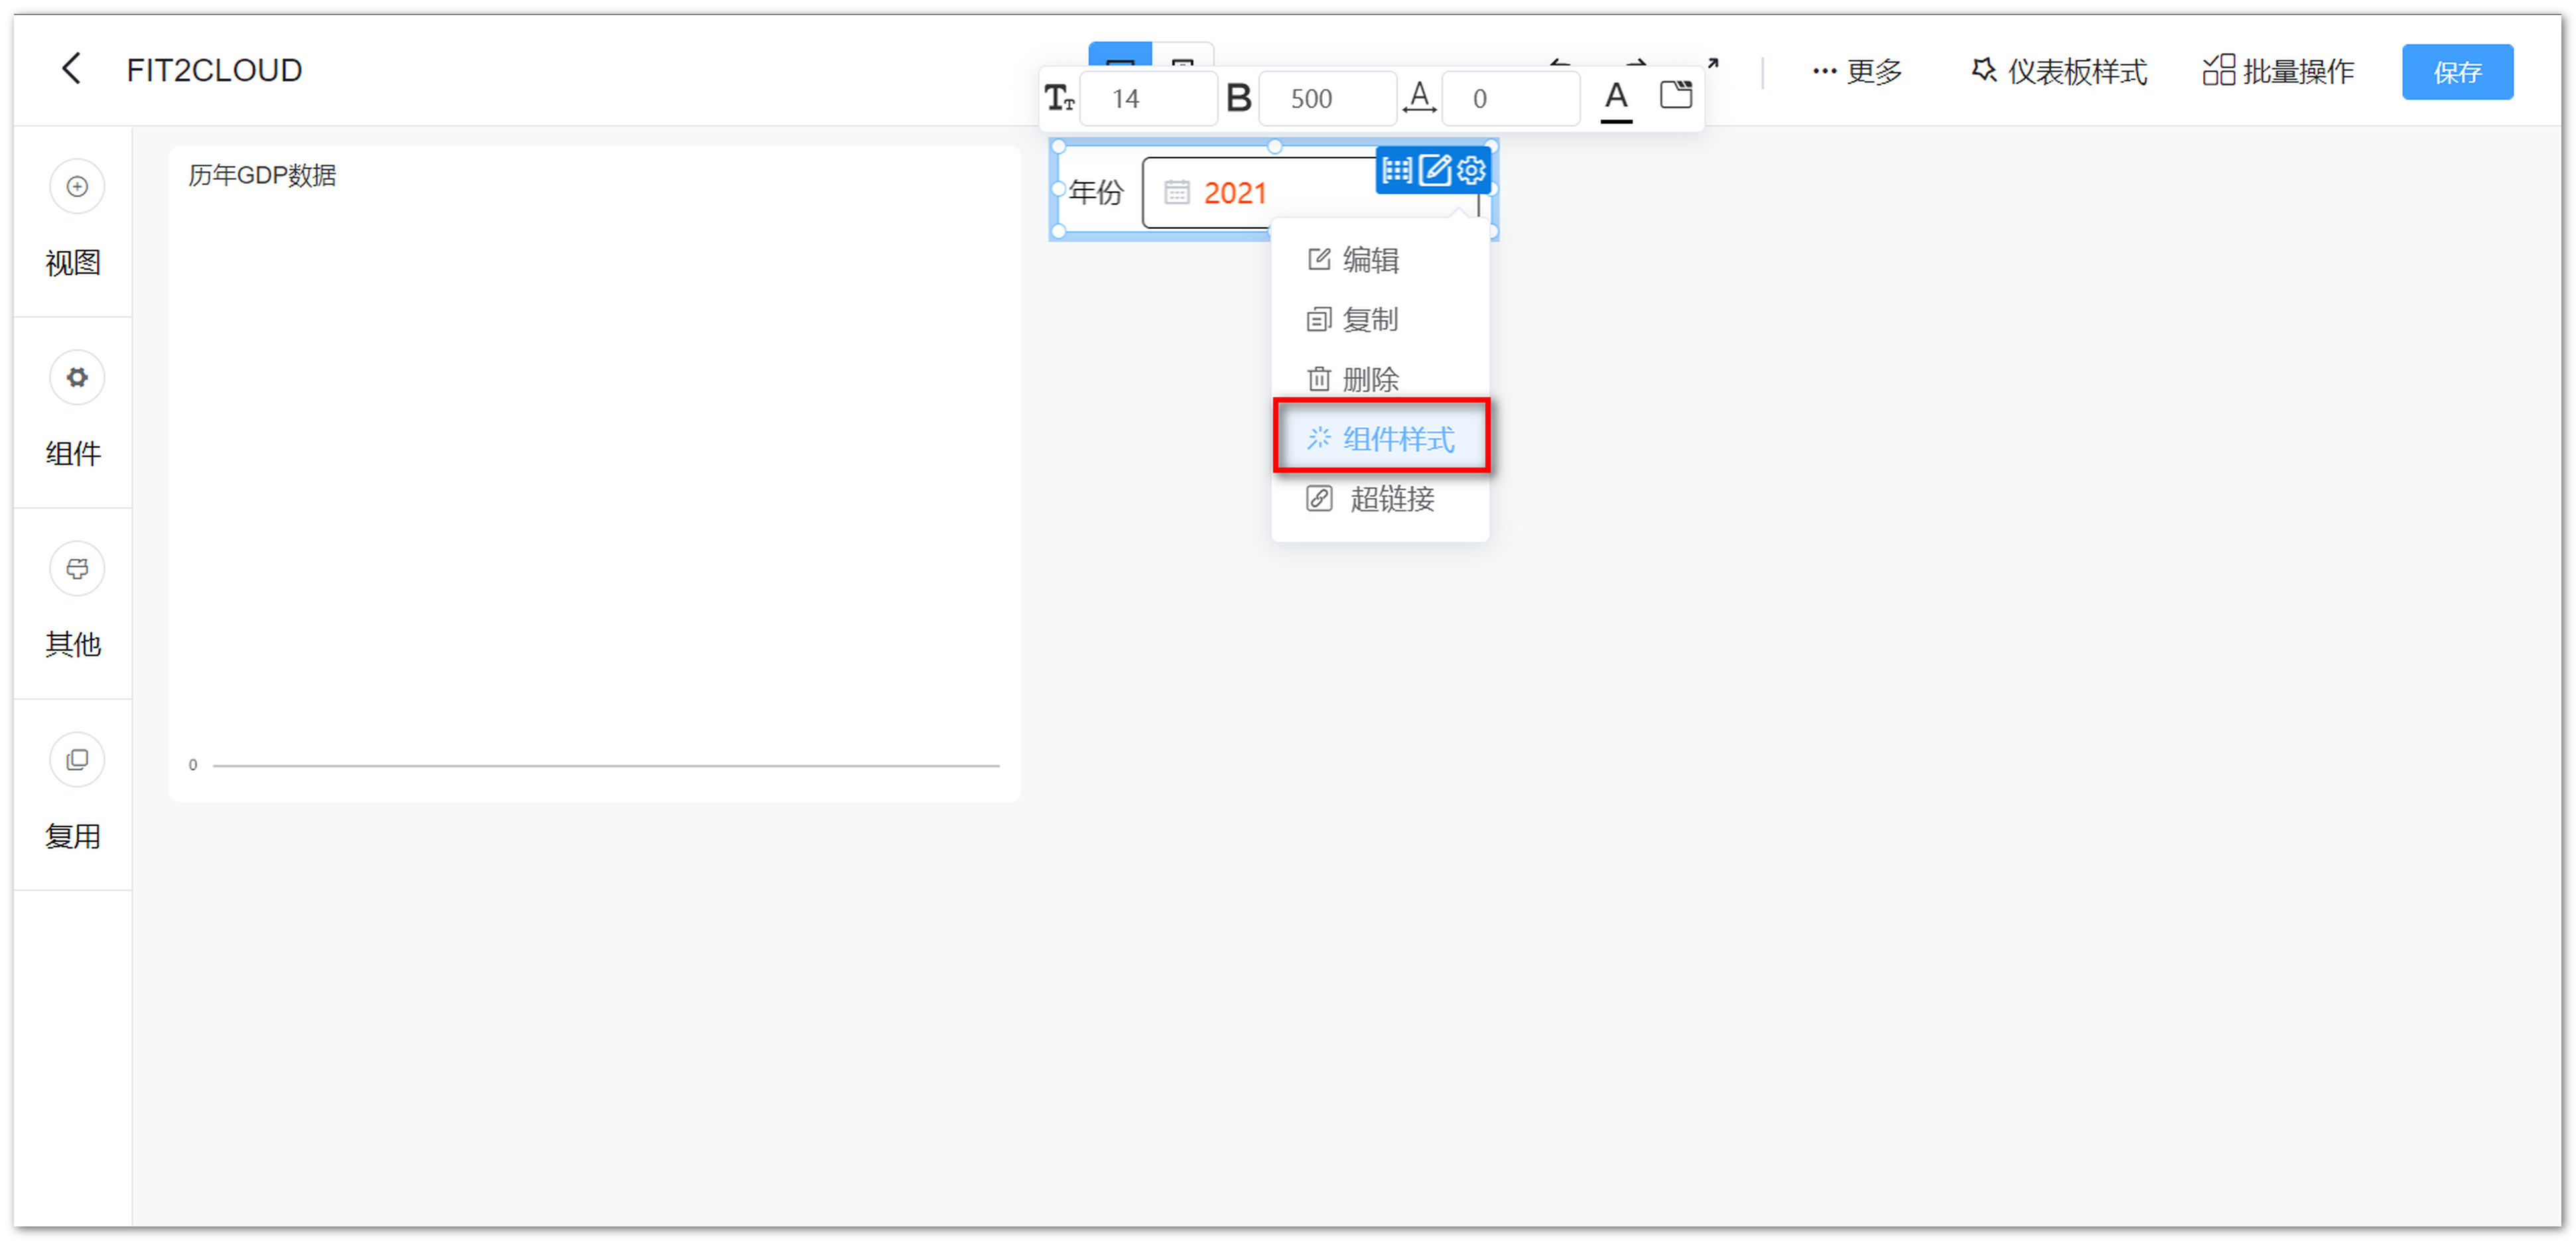 FIT2CLOUD
更多
仪表板样式
批量操作
保存
14
B
500
A
0
A
视图
组件
其他
复用
历年GDP数据
0
年份
2021
编辑
复制
删除
组件样式
超链接